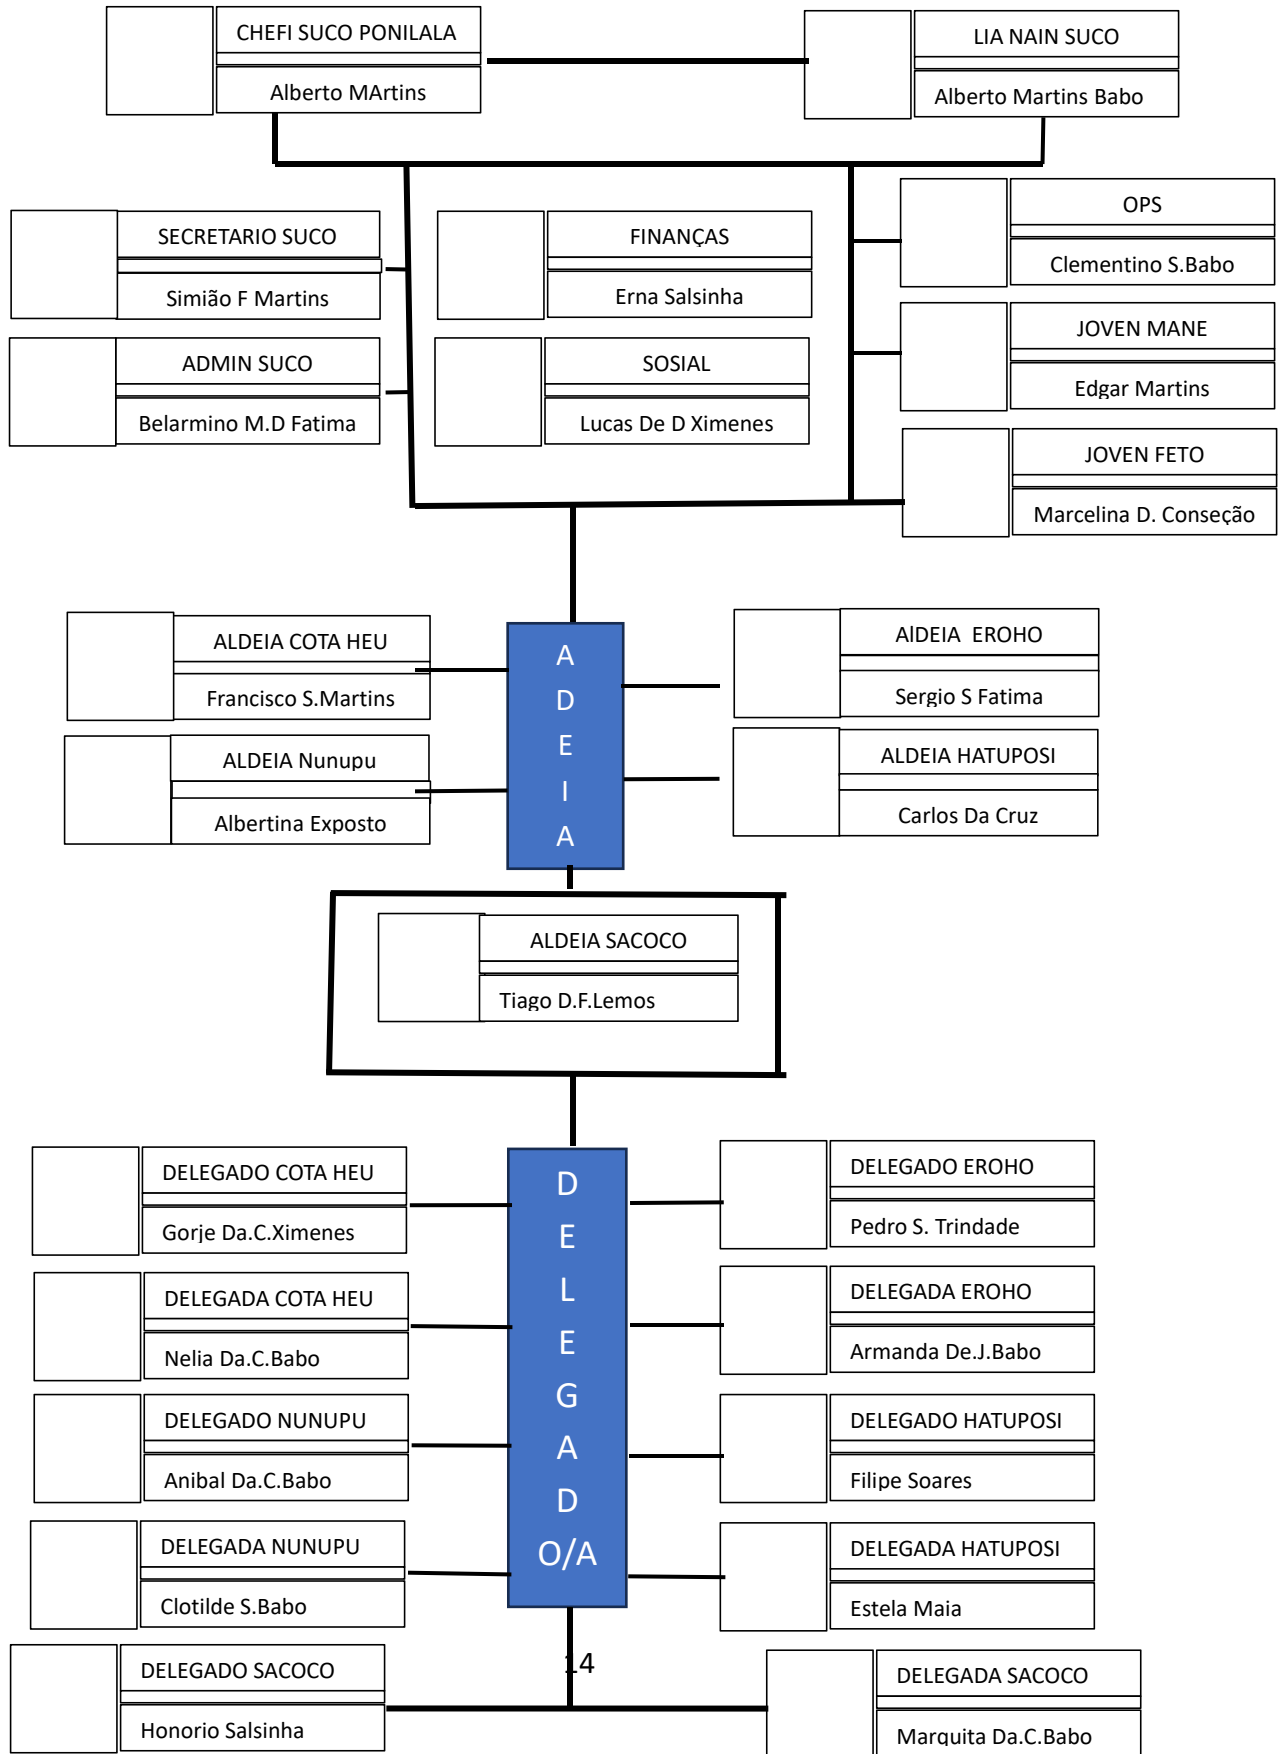 CHEFI SUCO PONILALA
Alberto MArtins
LIA NAIN SUCO
Alberto Martins Babo
SECRETARIO SUCO
Simião F Martins
FINANÇAS
Erna Salsinha
OPS
Clementino S.Babo
ADMIN SUCO
Belarmino M.D Fatima
SOSIAL
Lucas De D Ximenes
JOVEN MANE
Edgar Martins
JOVEN FETO
Marcelina D. Conseção
ALDEIA COTA HEU
Francisco S.Martins
A
D
E
I
A
AlDEIA EROHO
Sergio S Fatima
ALDEIA Nunupu
Albertina Exposto
ALDEIA HATUPOSI
Carlos Da Cruz
ALDEIA SACOCO
Tiago D.F.Lemos
DELEGADO COTA HEU
Gorje Da.C.Ximenes
D
E
L
E
G
A
D
O/A
DELEGADO EROHO
Pedro S. Trindade
DELEGADA COTA HEU
Nelia Da.C.Babo
DELEGADA EROHO
Armanda De.J.Babo
DELEGADO NUNUPU
Anibal Da.C.Babo
DELEGADO HATUPOSI
Filipe Soares
DELEGADA NUNUPU
Clotilde S.Babo
DELEGADA HATUPOSI
Estela Maia
DELEGADO SACOCO
Honorio Salsinha
14
DELEGADA SACOCO
Marquita Da.C.Babo